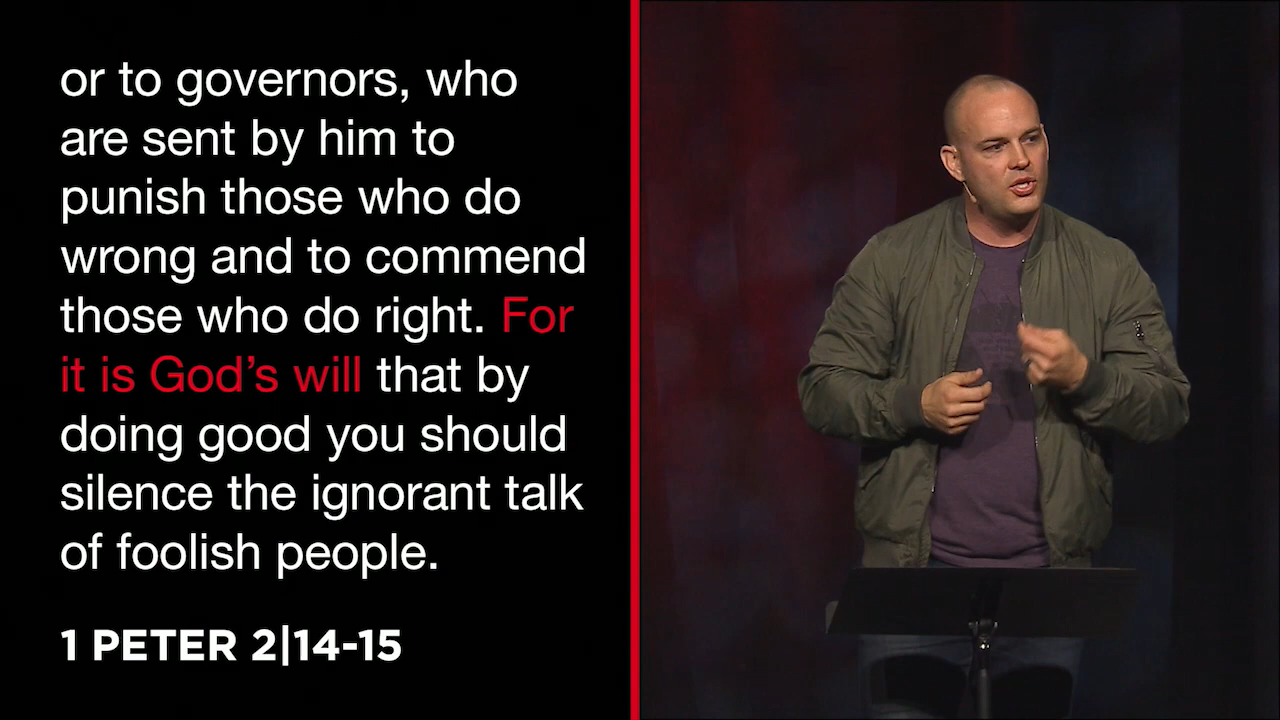 or to governors, who
are sent by him to
punish those who do
wrong and to commend
those who do right. For
it is God’s will that by
doing good you should
silence the ignorant talk
of foolish people.
1 PETER 2|14-15